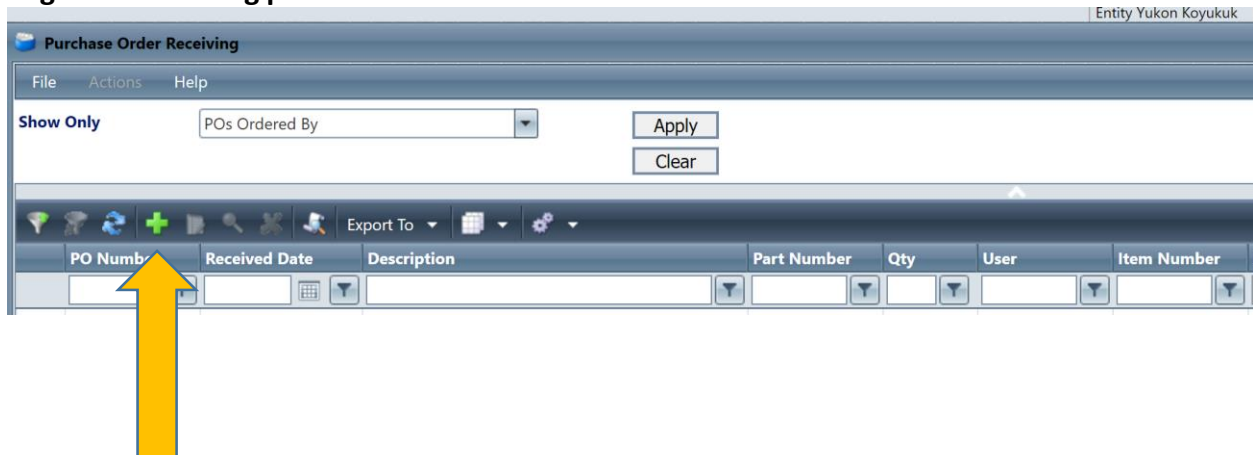 Entity Yukon Koyukuk
Purchase Order Receiving
File Actions Help
Show Only POs Ordered By Apply
Clear
Export To
PO Numbe Received Date Description Part Number Qty User Item Number